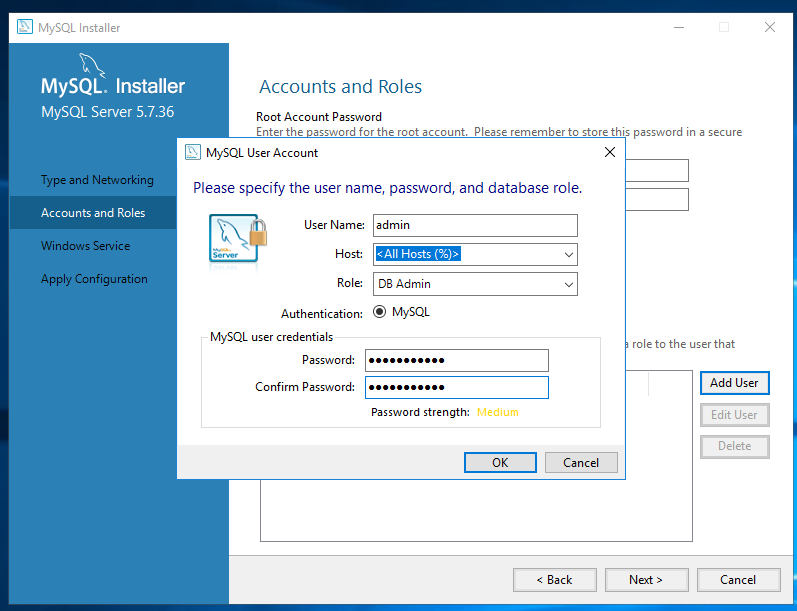 MySQL Installer
MySQL. Installer
MySQL Server 5.7.36
Type and Networking
Accounts and Roles
Windows Service
Apply Configuration
Accounts and Roles
Root Account Password
Enter the password for the root account. Please remember to store this password in a secure
MySQL User Account
Please specify the user name, password, and database role.
MySQL
Server
User Name: admin
Host: <All Hosts (%)>
Role: DB Admin
Authentication: MySQL
MySQL user credentials
Password: ●●●●●●●●●●●
Confirm Password: ●●●●●●●●●●●
Password strength: Medium
OK Cancel
a role to the user that
Add User
Edit User
Delete
< Back Next > Cancel